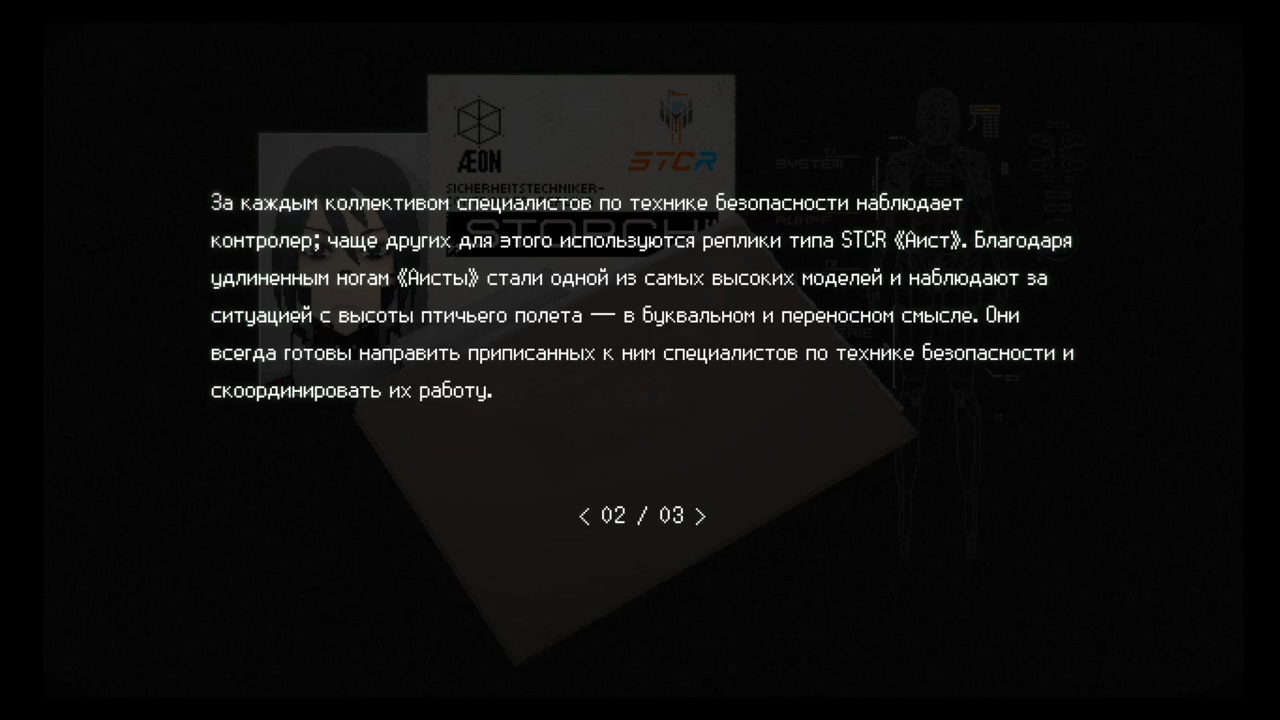 ÆON
STCR
SICHERHEITSTECHNIKER-
STORCH
SYSTEM
За каждым коллективом специалистов по технике безопасности наблюдает
контролер; чаще других для этого используются реплики типа STCR 《Аист》. Благодаря
удлиненным ногам 《Аисты》 стали одной из самых высоких моделей и наблюдают за
ситуацией с высоты птичьего полета — в буквальном и переносном смысле. Они
всегда готовы направить приписанных к ним специалистов по технике безопасности и
скоординировать их работу.
< 02 / 03 >